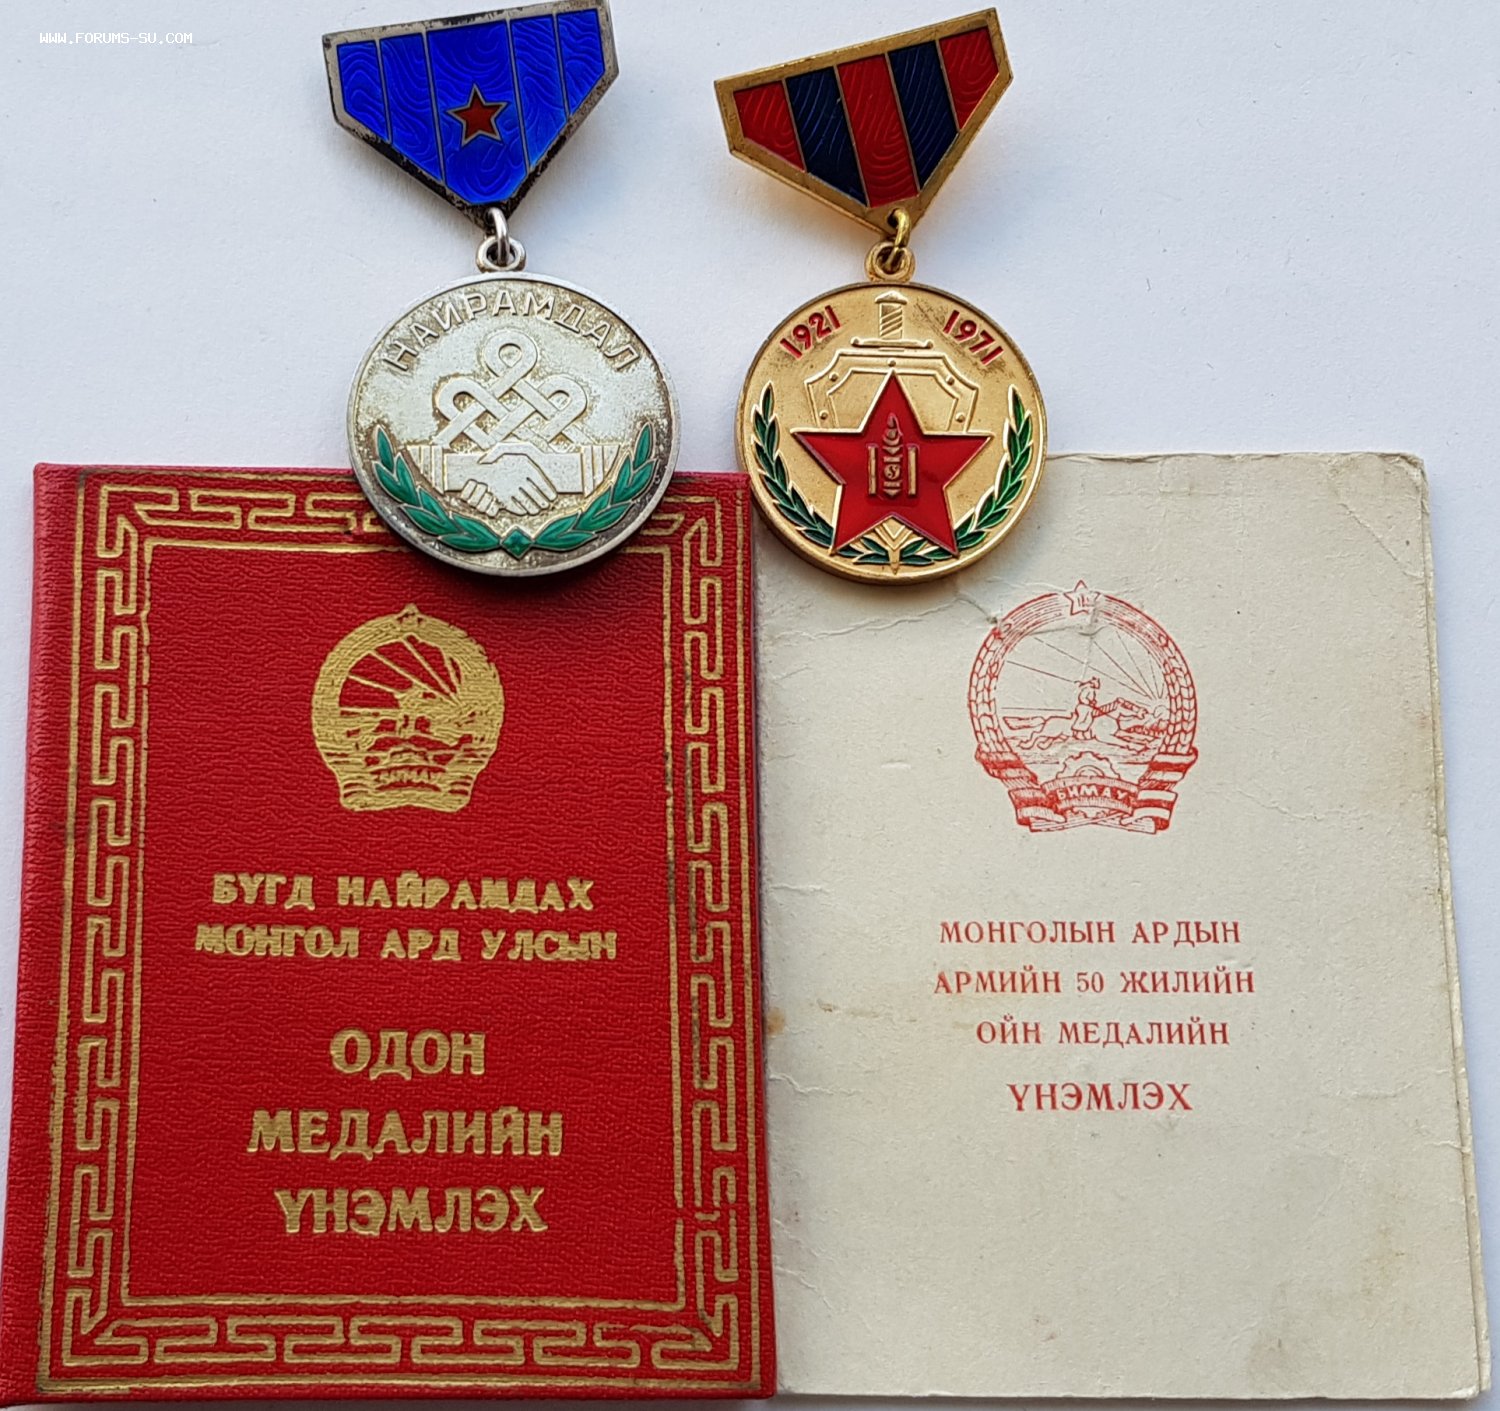 WWW.FORUMS-SU.COM
НАЙРАМДАЛ
1921 1971
БНМАУ
БҮГД НАЙРАМДАХ
МОНГОЛ АРД УЛСЫН
ОДОН
МЕДАЛИЙН
ҮНЭМЛЭХ
БНМАУ
МОНГОЛЫН АРДЫН
АРМИЙН 50 ЖИЛИЙН
ОЙН МЕДАЛИЙН
ҮНЭМЛЭХ